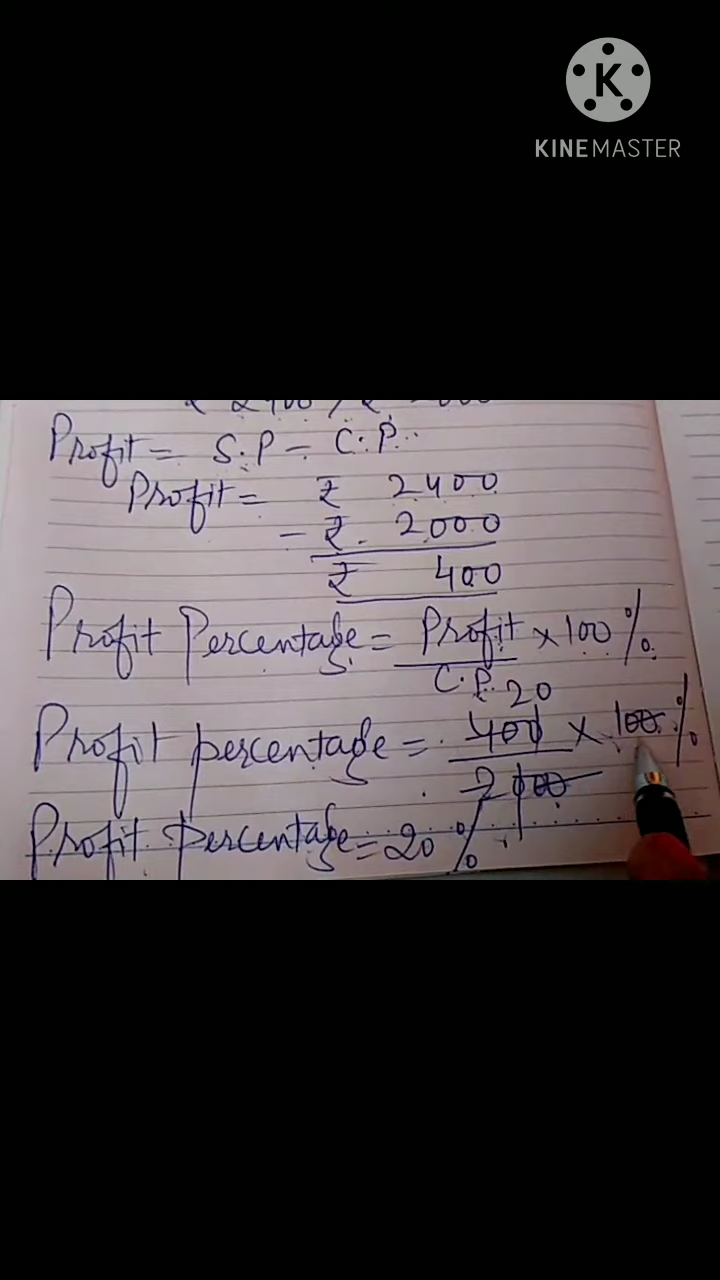 K
KINEMASTER
₹ 2400
Profit = S.P – C.P.
Profit = ₹ 2400
– ₹. 2000
₹ 400
Profit Percentage = Profit × 100 %
C.P.
20
Profit percentage = 400 × 100 %
2000
Profit percentage = 20 %